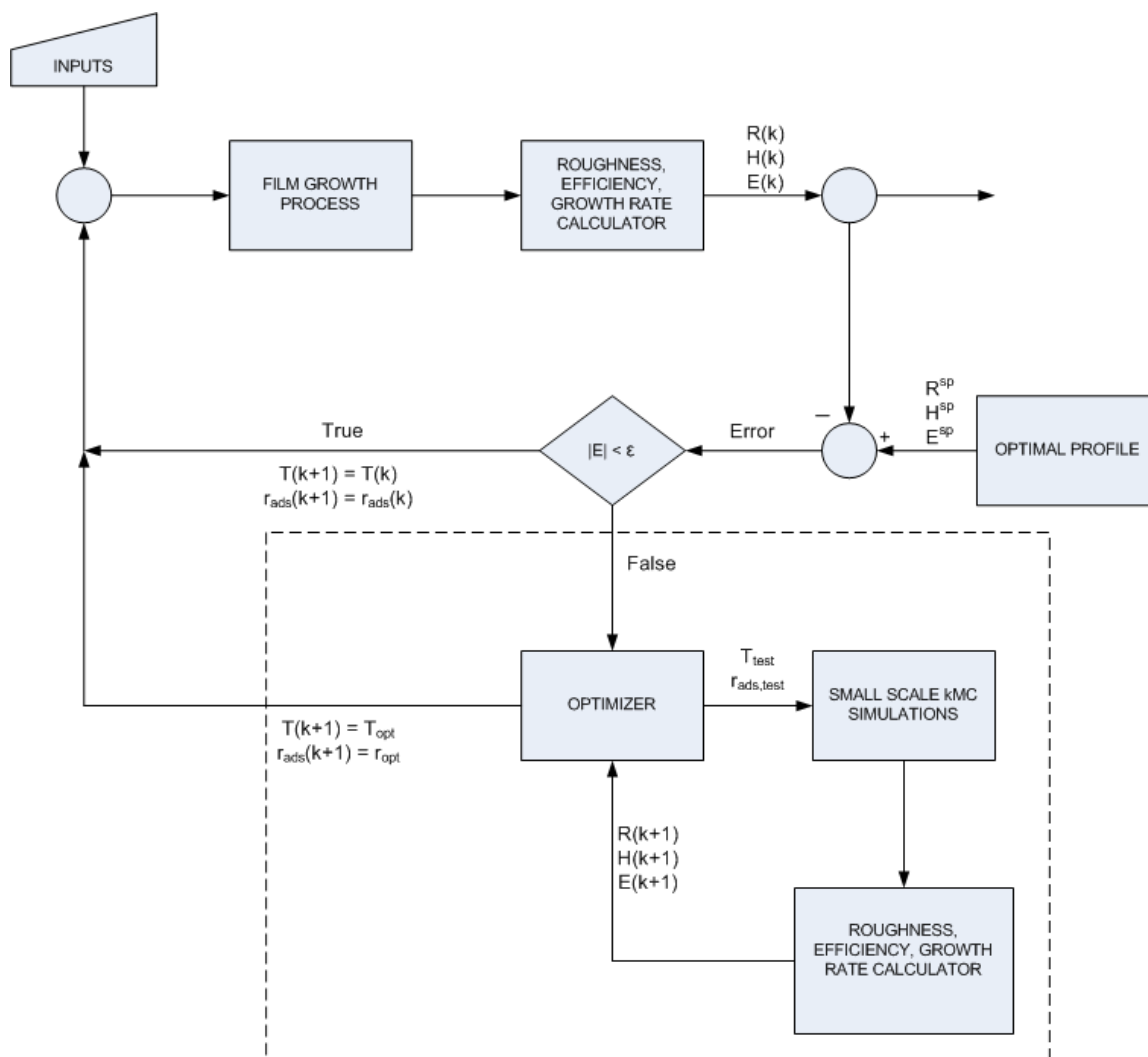 INPUTS
FILM GROWTH
PROCESS
ROUGHNESS,
EFFICIENCY,
GROWTH RATE
CALCULATOR
R(k)
H(k)
E(k)
R^sp
H^sp
E^sp
OPTIMAL PROFILE
–
+
Error
|E| < ε
True
T(k+1) = T(k)
r_ads(k+1) = r_ads(k)
False
OPTIMIZER
T_test
r_ads,test
SMALL SCALE kMC
SIMULATIONS
T(k+1) = T_opt
r_ads(k+1) = r_opt
R(k+1)
H(k+1)
E(k+1)
ROUGHNESS,
EFFICIENCY, GROWTH
RATE CALCULATOR